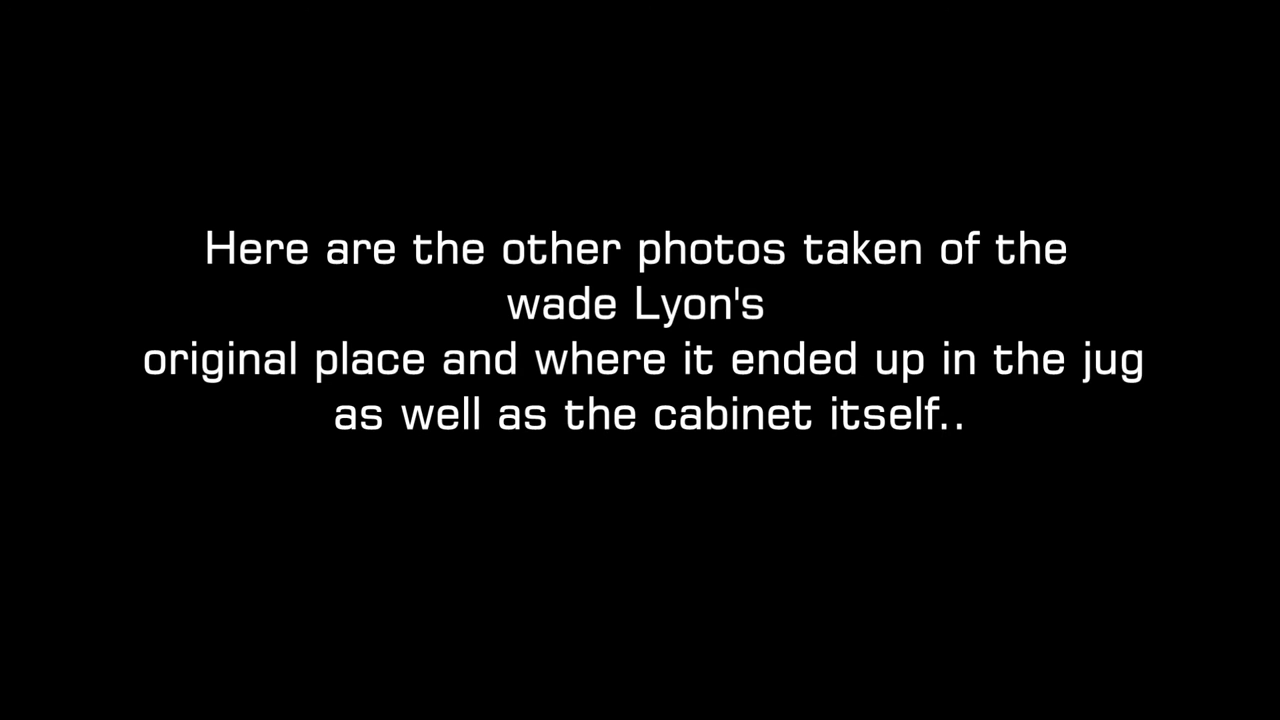 Here are the other photos taken of the
wade Lyon's
original place and where it ended up in the jug
as well as the cabinet itself..